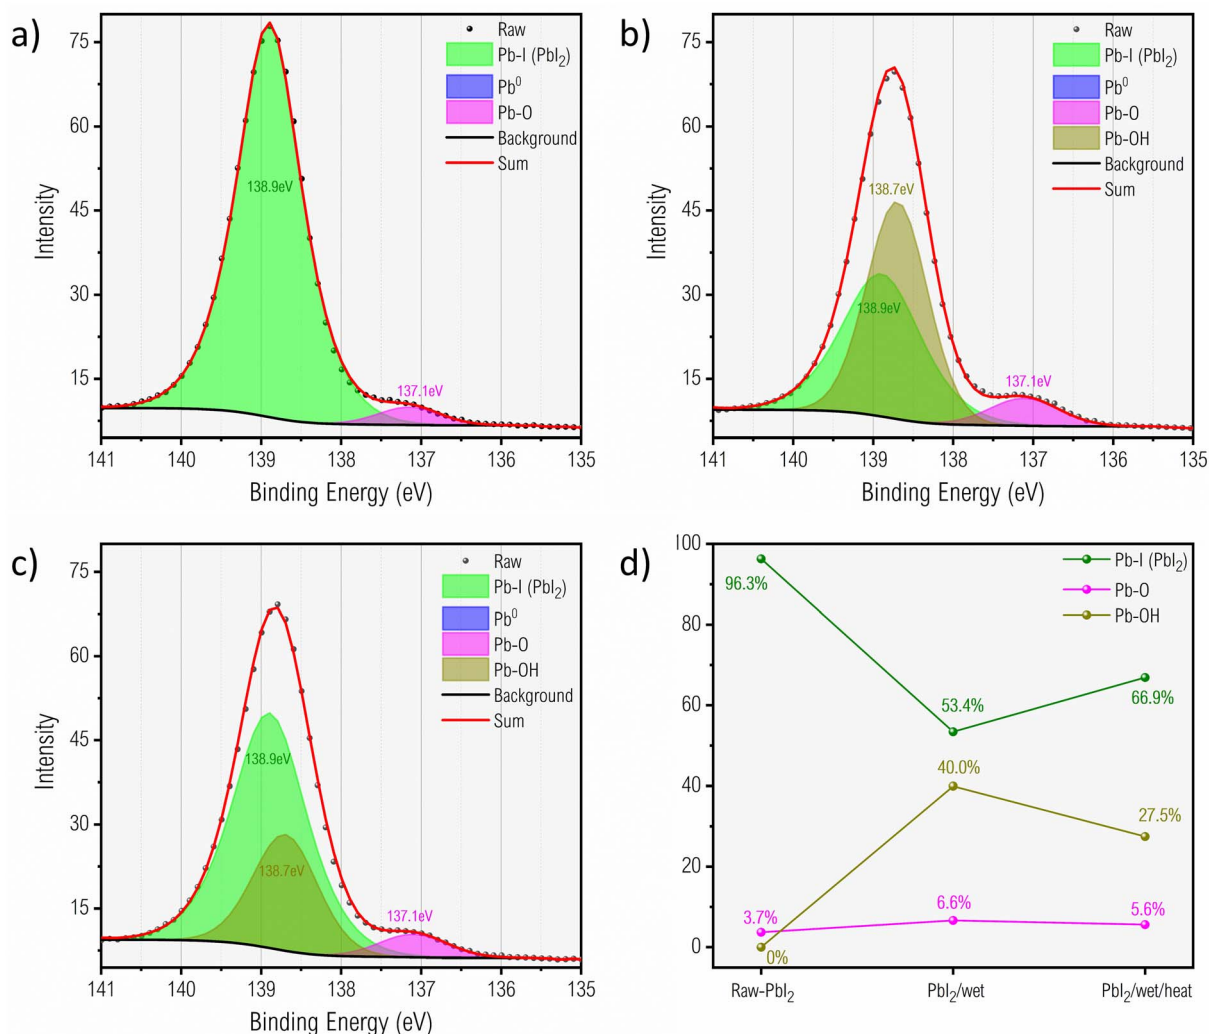 a)
75
60
45
30
15
Intensity
Raw
Pb-I (PbI₂)
Pb⁰
Pb-O
Background
Sum
138.9eV
137.1eV
141 140 139 138 137 136 135
Binding Energy (eV)
b)
75
60
45
30
15
Intensity
Raw
Pb-I (PbI₂)
Pb⁰
Pb-O
Pb-OH
Background
Sum
138.7eV
138.9eV
137.1eV
141 140 139 138 137 136 135
Binding Energy (eV)
c)
75
60
45
30
15
Intensity
Raw
Pb-I (PbI₂)
Pb⁰
Pb-O
Pb-OH
Background
Sum
138.9eV
138.7eV
137.1eV
141 140 139 138 137 136 135
Binding Energy (eV)
d)
100
80
60
40
20
0
Pb-I (PbI₂)
Pb-O
Pb-OH
96.3%
53.4%
66.9%
40.0%
27.5%
3.7%
6.6%
5.6%
0%
Raw-PbI₂ PbI₂/wet PbI₂/wet/heat